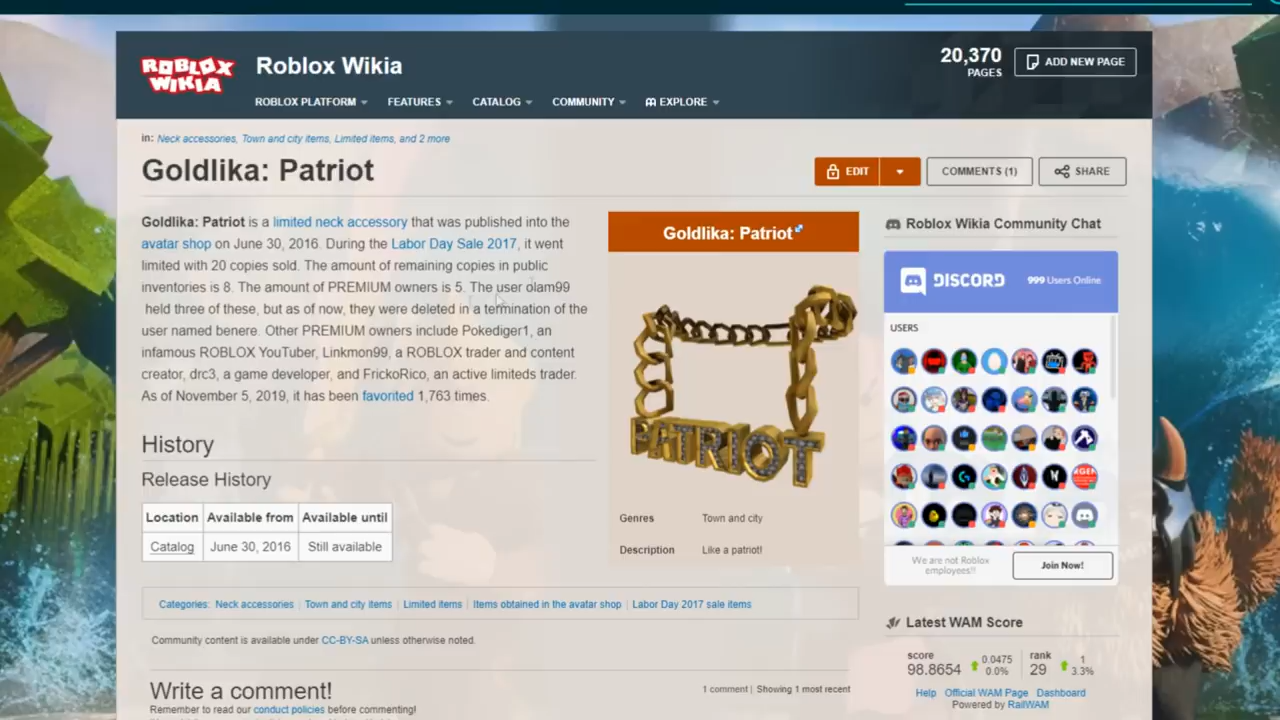 ROBLOX
WIKIA
Roblox Wikia
20,370
PAGES
ADD NEW PAGE
ROBLOX PLATFORM
FEATURES
CATALOG
COMMUNITY
EXPLORE
in: Neck accessories, Town and city items, Limited items, and 2 more
Goldlika: Patriot
EDIT
COMMENTS (1)
SHARE
Goldlika: Patriot is a limited neck accessory that was published into the
avatar shop on June 30, 2016. During the Labor Day Sale 2017, it went
limited with 20 copies sold. The amount of remaining copies in public
inventories is 8. The amount of PREMIUM owners is 5. The user olam99
held three of these, but as of now, they were deleted in a termination of the
user named benere. Other PREMIUM owners include Pokediger1, an
infamous ROBLOX YouTuber, Linkmon99, a ROBLOX trader and content
creator, drc3, a game developer, and FrickoRico, an active limiteds trader.
As of November 5, 2019, it has been favorited 1,763 times.
History
Release History
Location Available from Available until
Catalog June 30, 2016 Still available
Goldlika: Patriot
PATRIOT
Genres Town and city
Description Like a patriot!
Roblox Wikia Community Chat
DISCORD 999 Users Online
USERS
We are not Roblox
employees!!
Join Now!
Categories: Neck accessories Town and city items Limited items Items obtained in the avatar shop Labor Day 2017 sale items
Community content is available under CC-BY-SA unless otherwise noted.
Latest WAM Score
score
98.8654
0.0475
0.0%
rank
29
1
3.3%
Help Official WAM Page Dashboard
Powered by RailWAM
Write a comment!
1 comment | Showing 1 most recent
Remember to read our conduct policies before commenting!